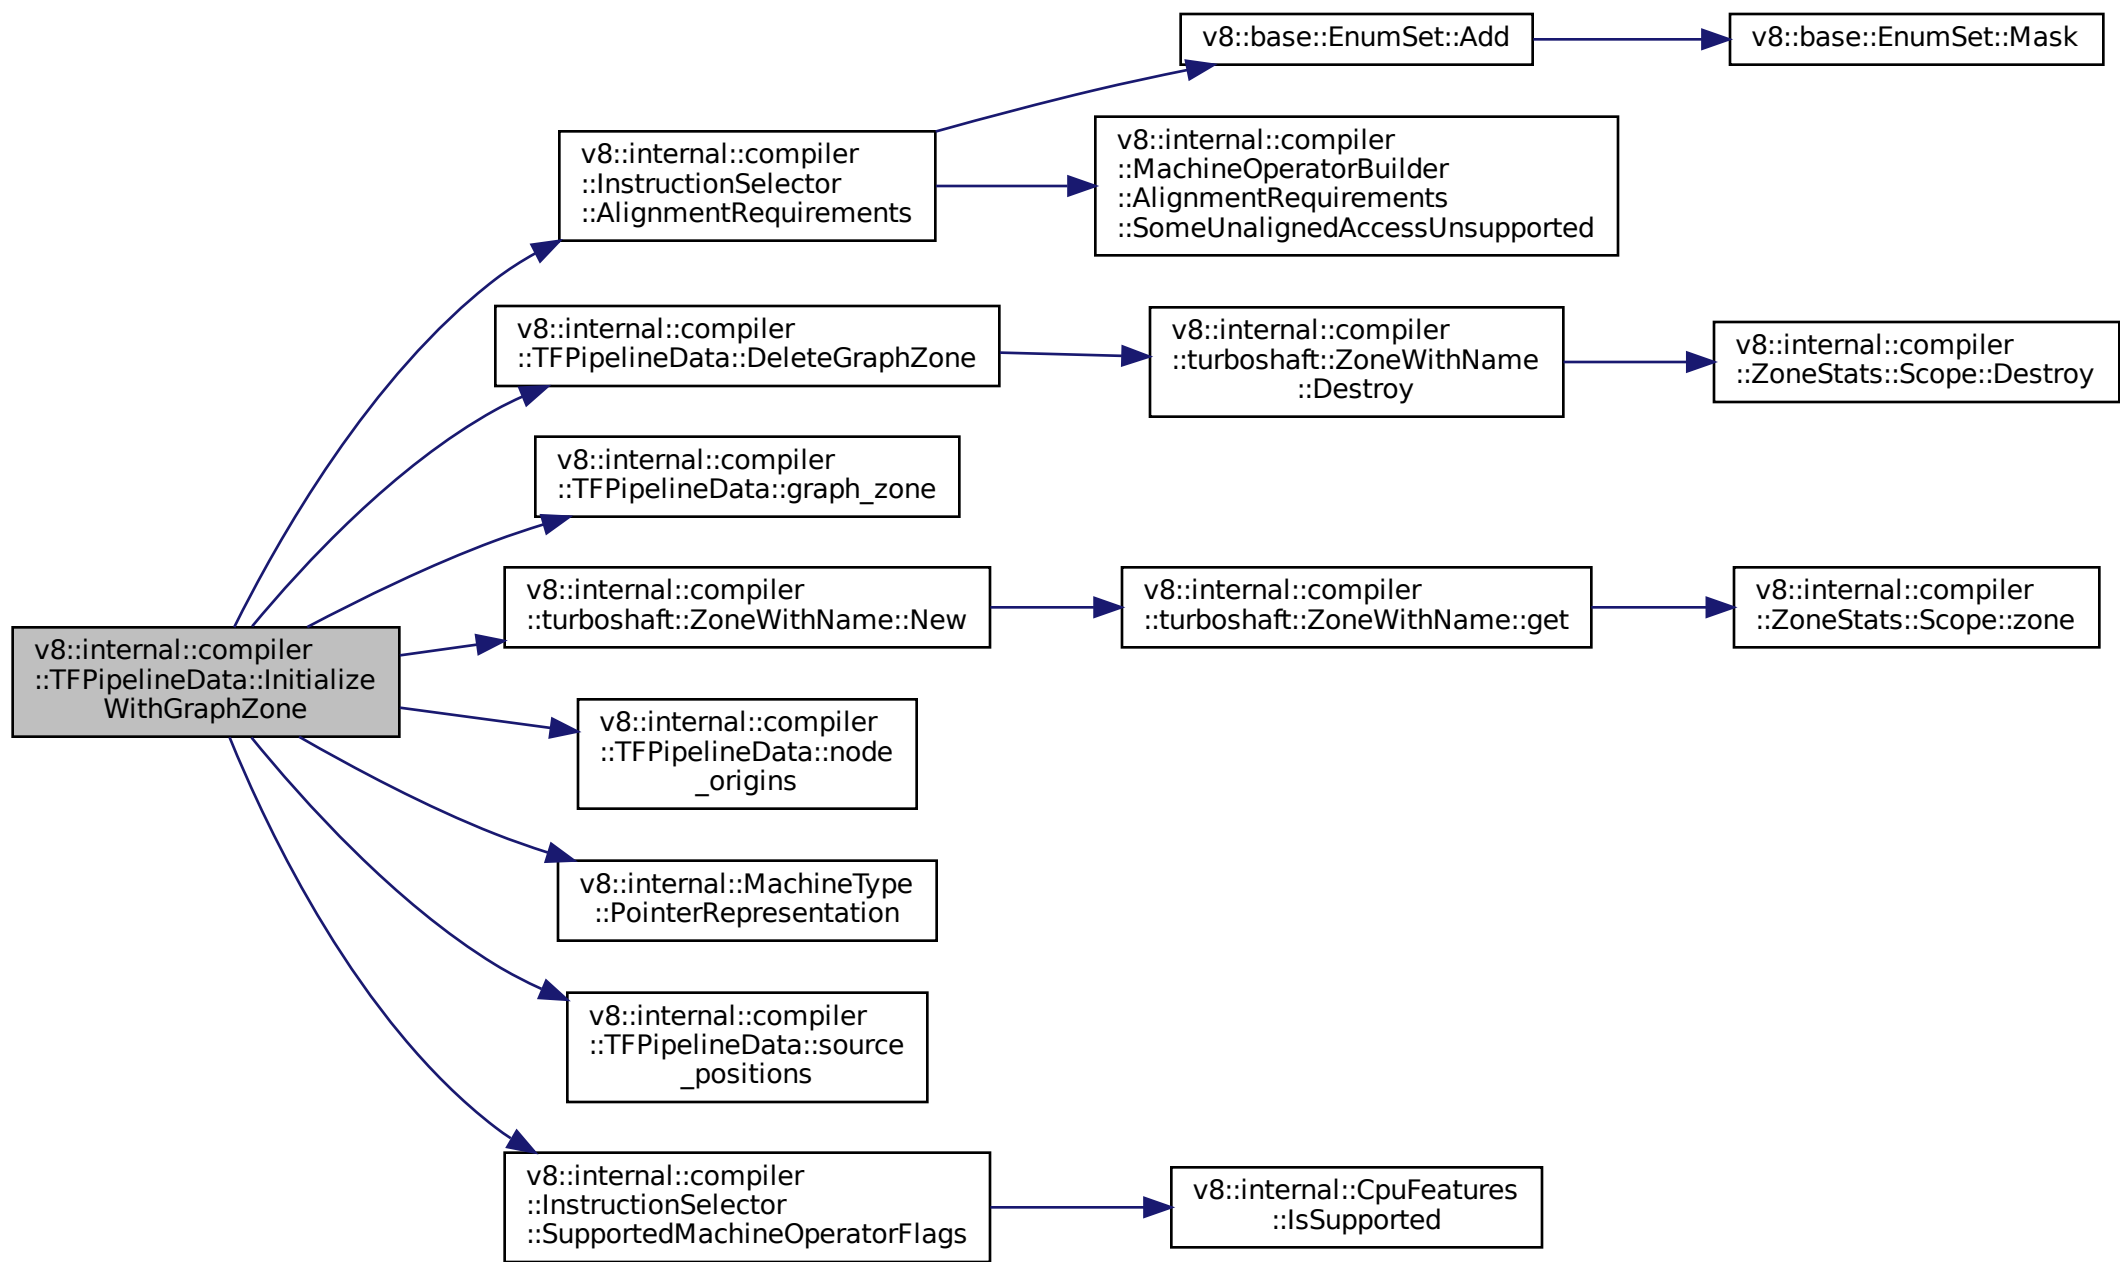 v8::internal::compiler
::TFPipelineData::Initialize
WithGraphZone
v8::internal::compiler
::InstructionSelector
::AlignmentRequirements
v8::base::EnumSet::Add
v8::base::EnumSet::Mask
v8::internal::compiler
::MachineOperatorBuilder
::AlignmentRequirements
::SomeUnalignedAccessUnsupported
v8::internal::compiler
::TFPipelineData::DeleteGraphZone
v8::internal::compiler
::turboshaft::ZoneWithName
::Destroy
v8::internal::compiler
::ZoneStats::Scope::Destroy
v8::internal::compiler
::TFPipelineData::graph_zone
v8::internal::compiler
::turboshaft::ZoneWithName::New
v8::internal::compiler
::turboshaft::ZoneWithName::get
v8::internal::compiler
::ZoneStats::Scope::zone
v8::internal::compiler
::TFPipelineData::node
_origins
v8::internal::MachineType
::PointerRepresentation
v8::internal::compiler
::TFPipelineData::source
_positions
v8::internal::compiler
::InstructionSelector
::SupportedMachineOperatorFlags
v8::internal::CpuFeatures
::IsSupported